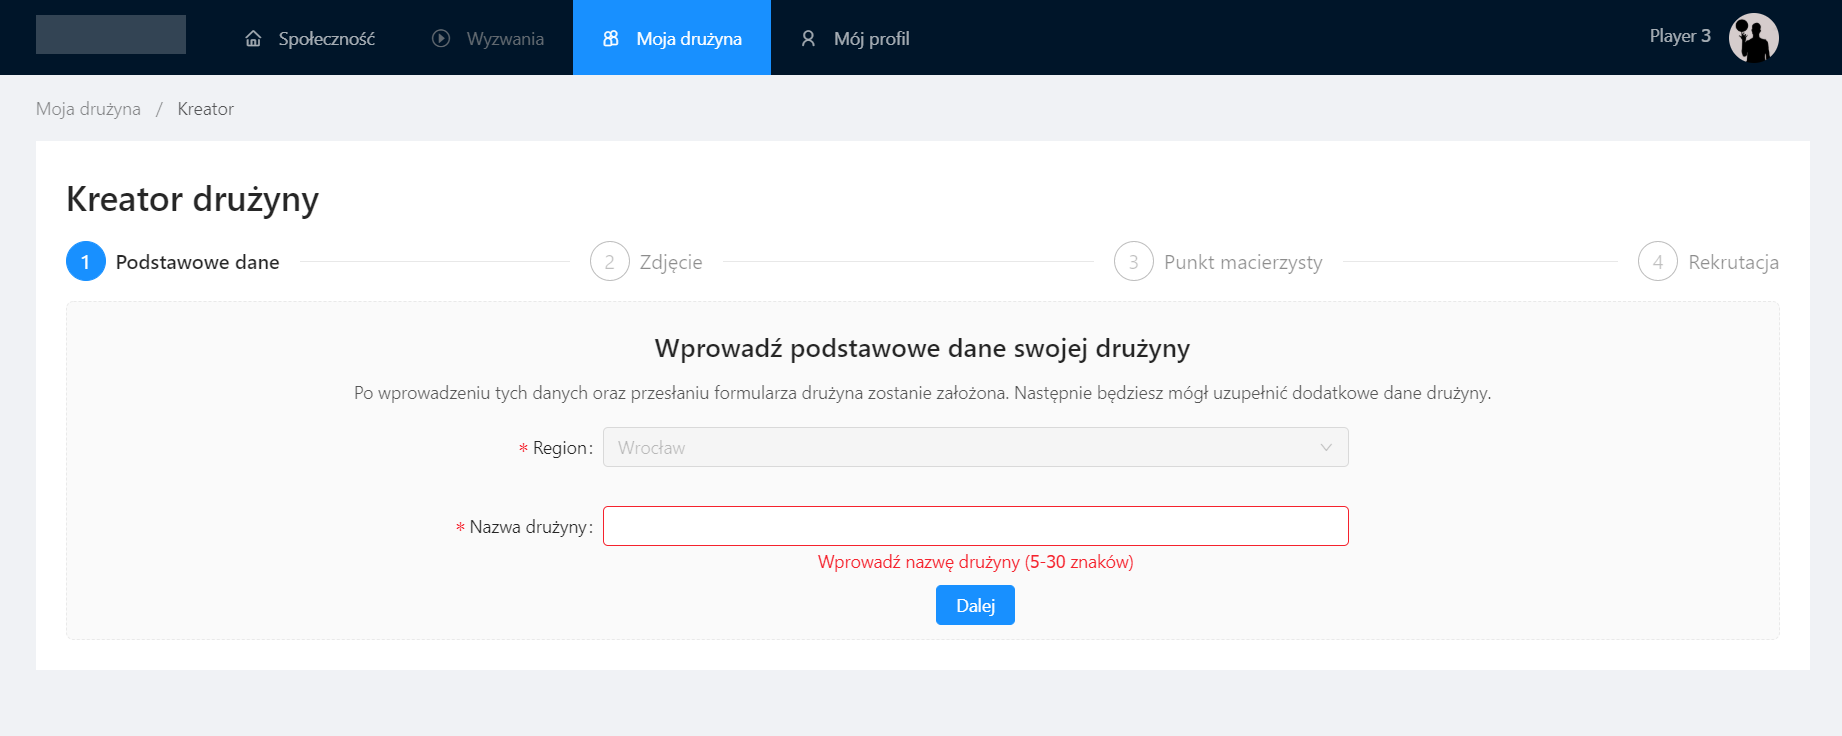 Społeczność Wyzwania Moja drużyna Mój profil Player 3
Moja drużyna / Kreator
Kreator drużyny
1 Podstawowe dane 2 Zdjęcie 3 Punkt macierzysty 4 Rekrutacja
Wprowadź podstawowe dane swojej drużyny
Po wprowadzeniu tych danych oraz przesłaniu formularza drużyna zostanie założona. Następnie będziesz mógł uzupełnić dodatkowe dane drużyny.
* Region: Wrocław
* Nazwa drużyny:
Wprowadź nazwę drużyny (5-30 znaków)
Dalej